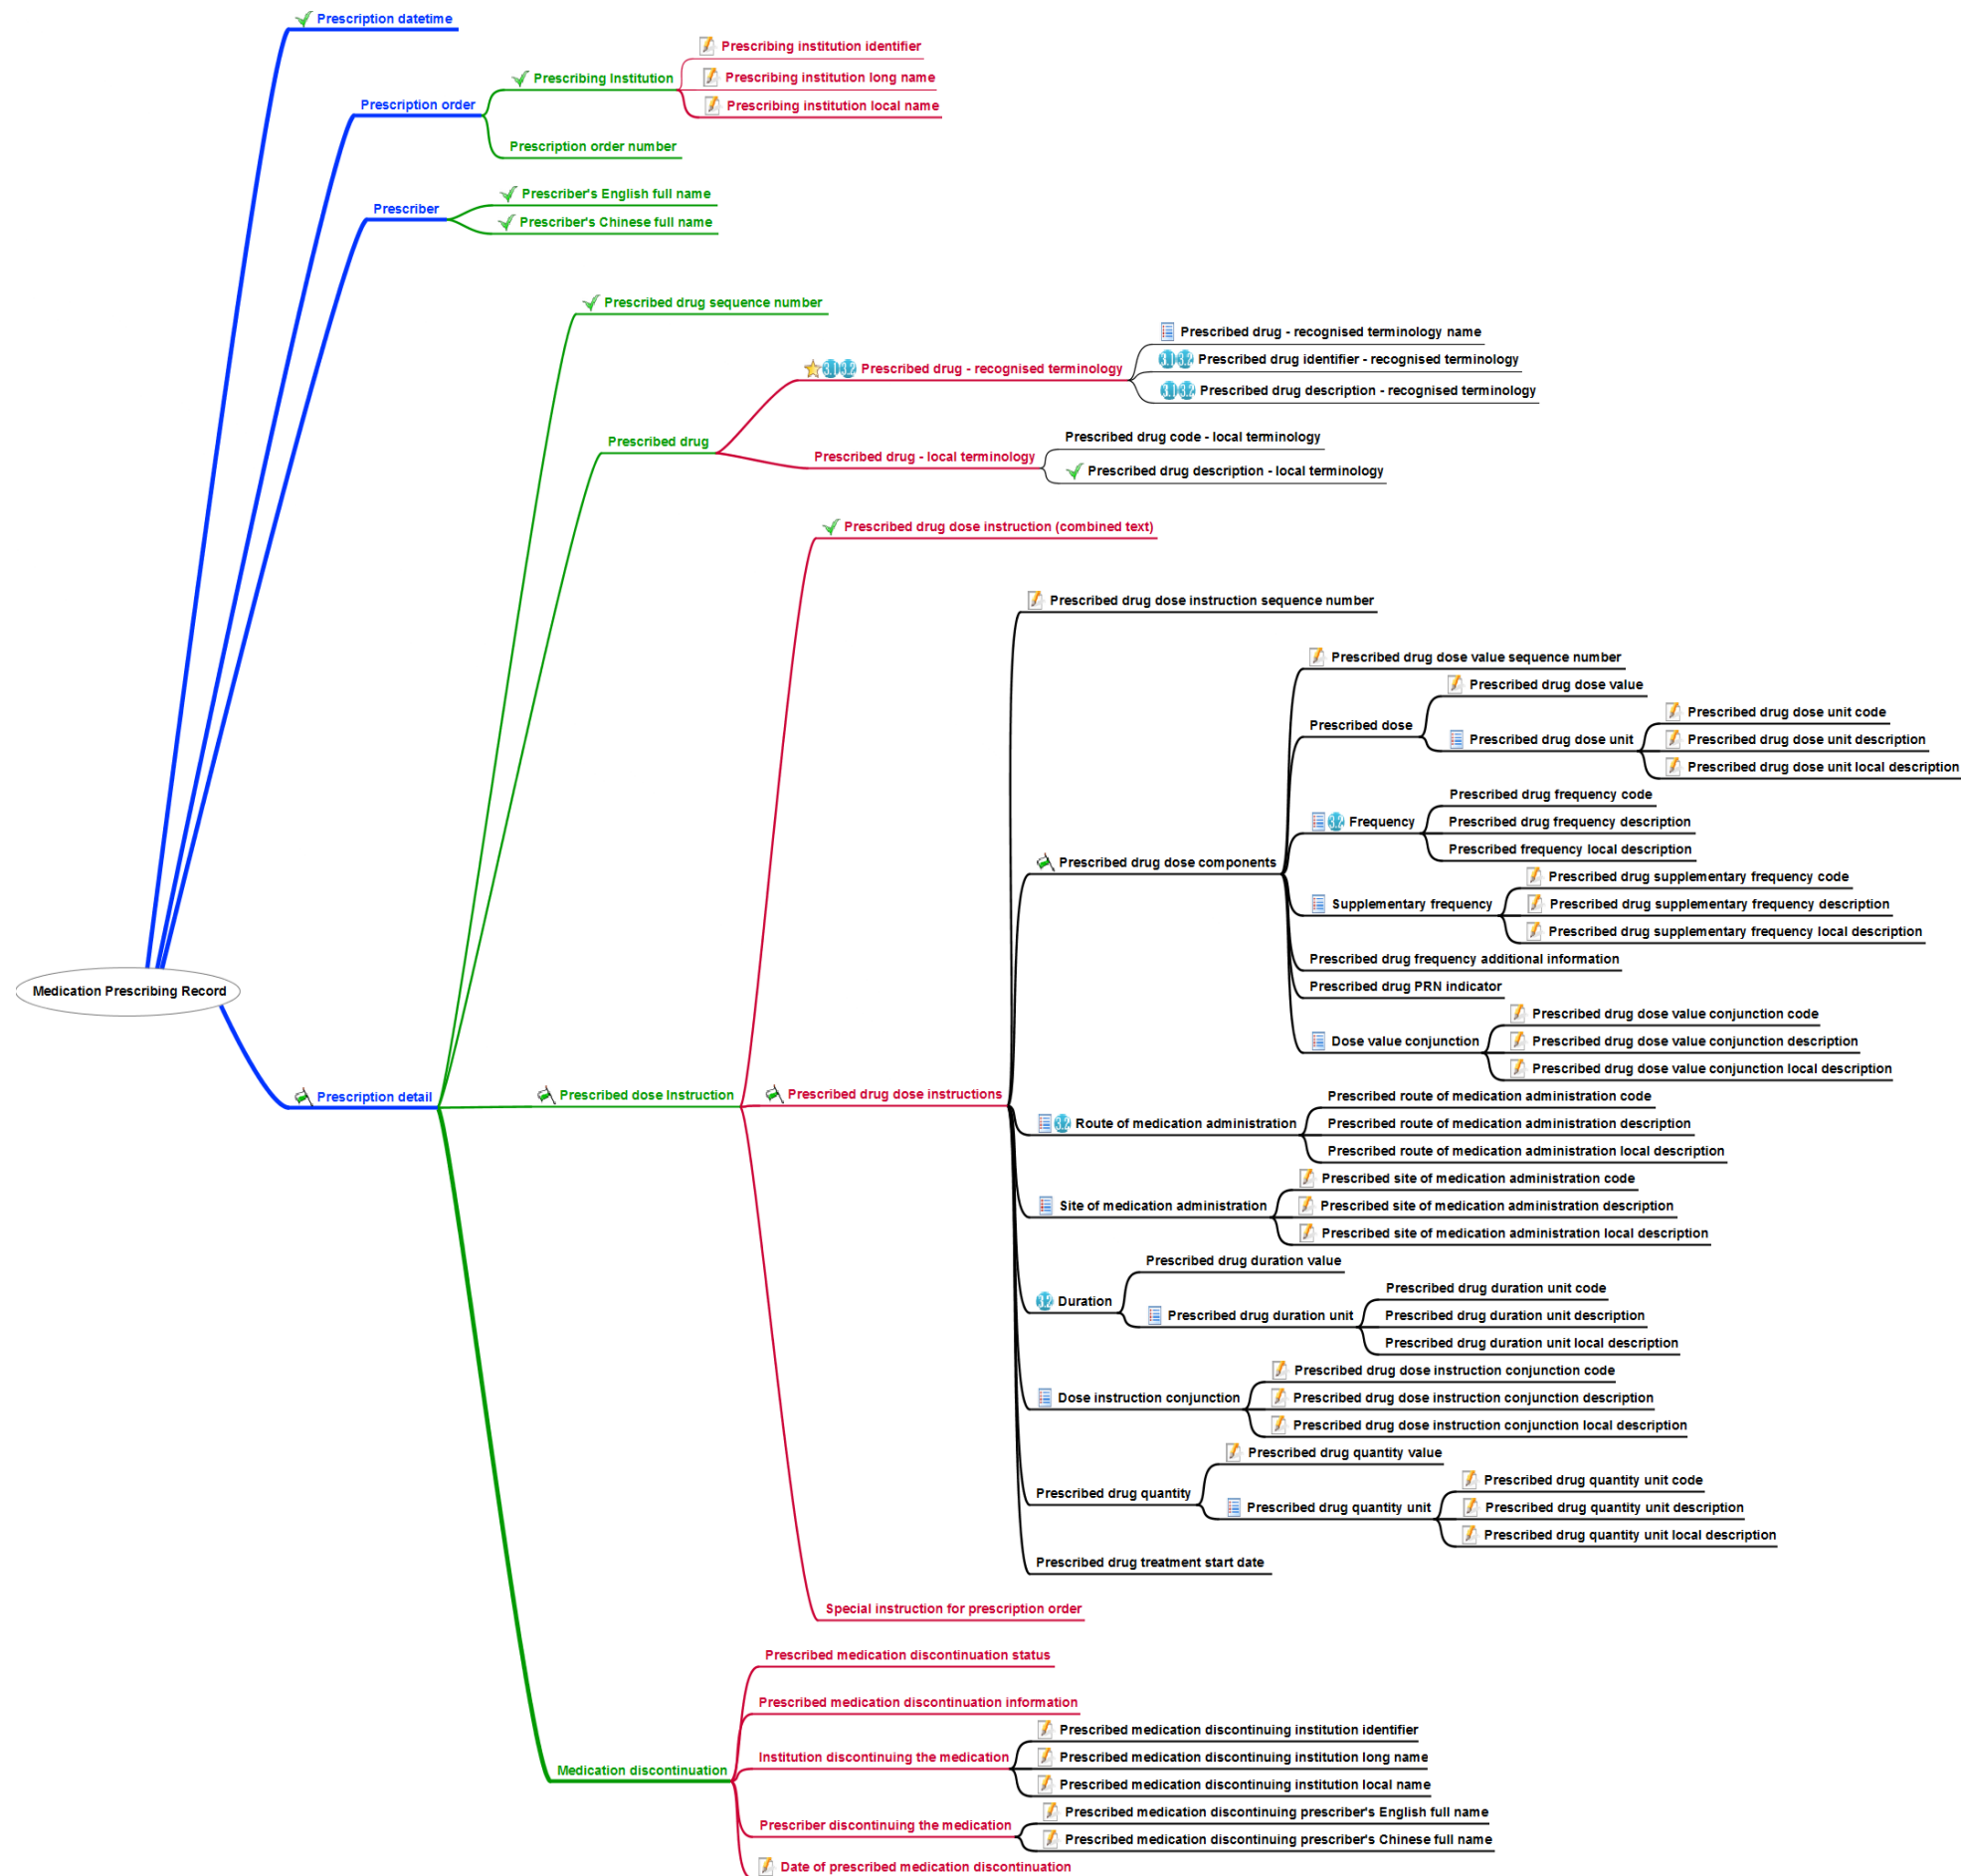 Prescription datetime
Prescription order
Prescribing Institution
Prescribing institution identifier
Prescribing institution long name
Prescribing institution local name
Prescription order number
Prescriber
Prescriber's English full name
Prescriber's Chinese full name
Prescribed drug sequence number
Prescribed drug
3.1 3.2 Prescribed drug - recognised terminology
Prescribed drug - recognised terminology name
3.1 3.2 Prescribed drug identifier - recognised terminology
3.1 3.2 Prescribed drug description - recognised terminology
Prescribed drug - local terminology
Prescribed drug code - local terminology
Prescribed drug description - local terminology
Prescribed drug dose instruction (combined text)
Prescribed drug dose instruction sequence number
Prescribed drug dose components
Prescribed drug dose value sequence number
Prescribed dose
Prescribed drug dose value
Prescribed drug dose unit
Prescribed drug dose unit code
Prescribed drug dose unit description
Prescribed drug dose unit local description
3.2 Frequency
Prescribed drug frequency code
Prescribed drug frequency description
Prescribed frequency local description
Supplementary frequency
Prescribed drug supplementary frequency code
Prescribed drug supplementary frequency description
Prescribed drug supplementary frequency local description
Prescribed drug frequency additional information
Prescribed drug PRN indicator
Dose value conjunction
Prescribed drug dose value conjunction code
Prescribed drug dose value conjunction description
Prescribed drug dose value conjunction local description
Medication Prescribing Record
Prescription detail
Prescribed dose Instruction
Prescribed drug dose instructions
3.2 Route of medication administration
Prescribed route of medication administration code
Prescribed route of medication administration description
Prescribed route of medication administration local description
Site of medication administration
Prescribed site of medication administration code
Prescribed site of medication administration description
Prescribed site of medication administration local description
3.2 Duration
Prescribed drug duration value
Prescribed drug duration unit
Prescribed drug duration unit code
Prescribed drug duration unit description
Prescribed drug duration unit local description
Dose instruction conjunction
Prescribed drug dose instruction conjunction code
Prescribed drug dose instruction conjunction description
Prescribed drug dose instruction conjunction local description
Prescribed drug quantity
Prescribed drug quantity value
Prescribed drug quantity unit
Prescribed drug quantity unit code
Prescribed drug quantity unit description
Prescribed drug quantity unit local description
Prescribed drug treatment start date
Special instruction for prescription order
Medication discontinuation
Prescribed medication discontinuation status
Prescribed medication discontinuation information
Institution discontinuing the medication
Prescribed medication discontinuing institution identifier
Prescribed medication discontinuing institution long name
Prescribed medication discontinuing institution local name
Prescriber discontinuing the medication
Prescribed medication discontinuing prescriber's English full name
Prescribed medication discontinuing prescriber's Chinese full name
Date of prescribed medication discontinuation